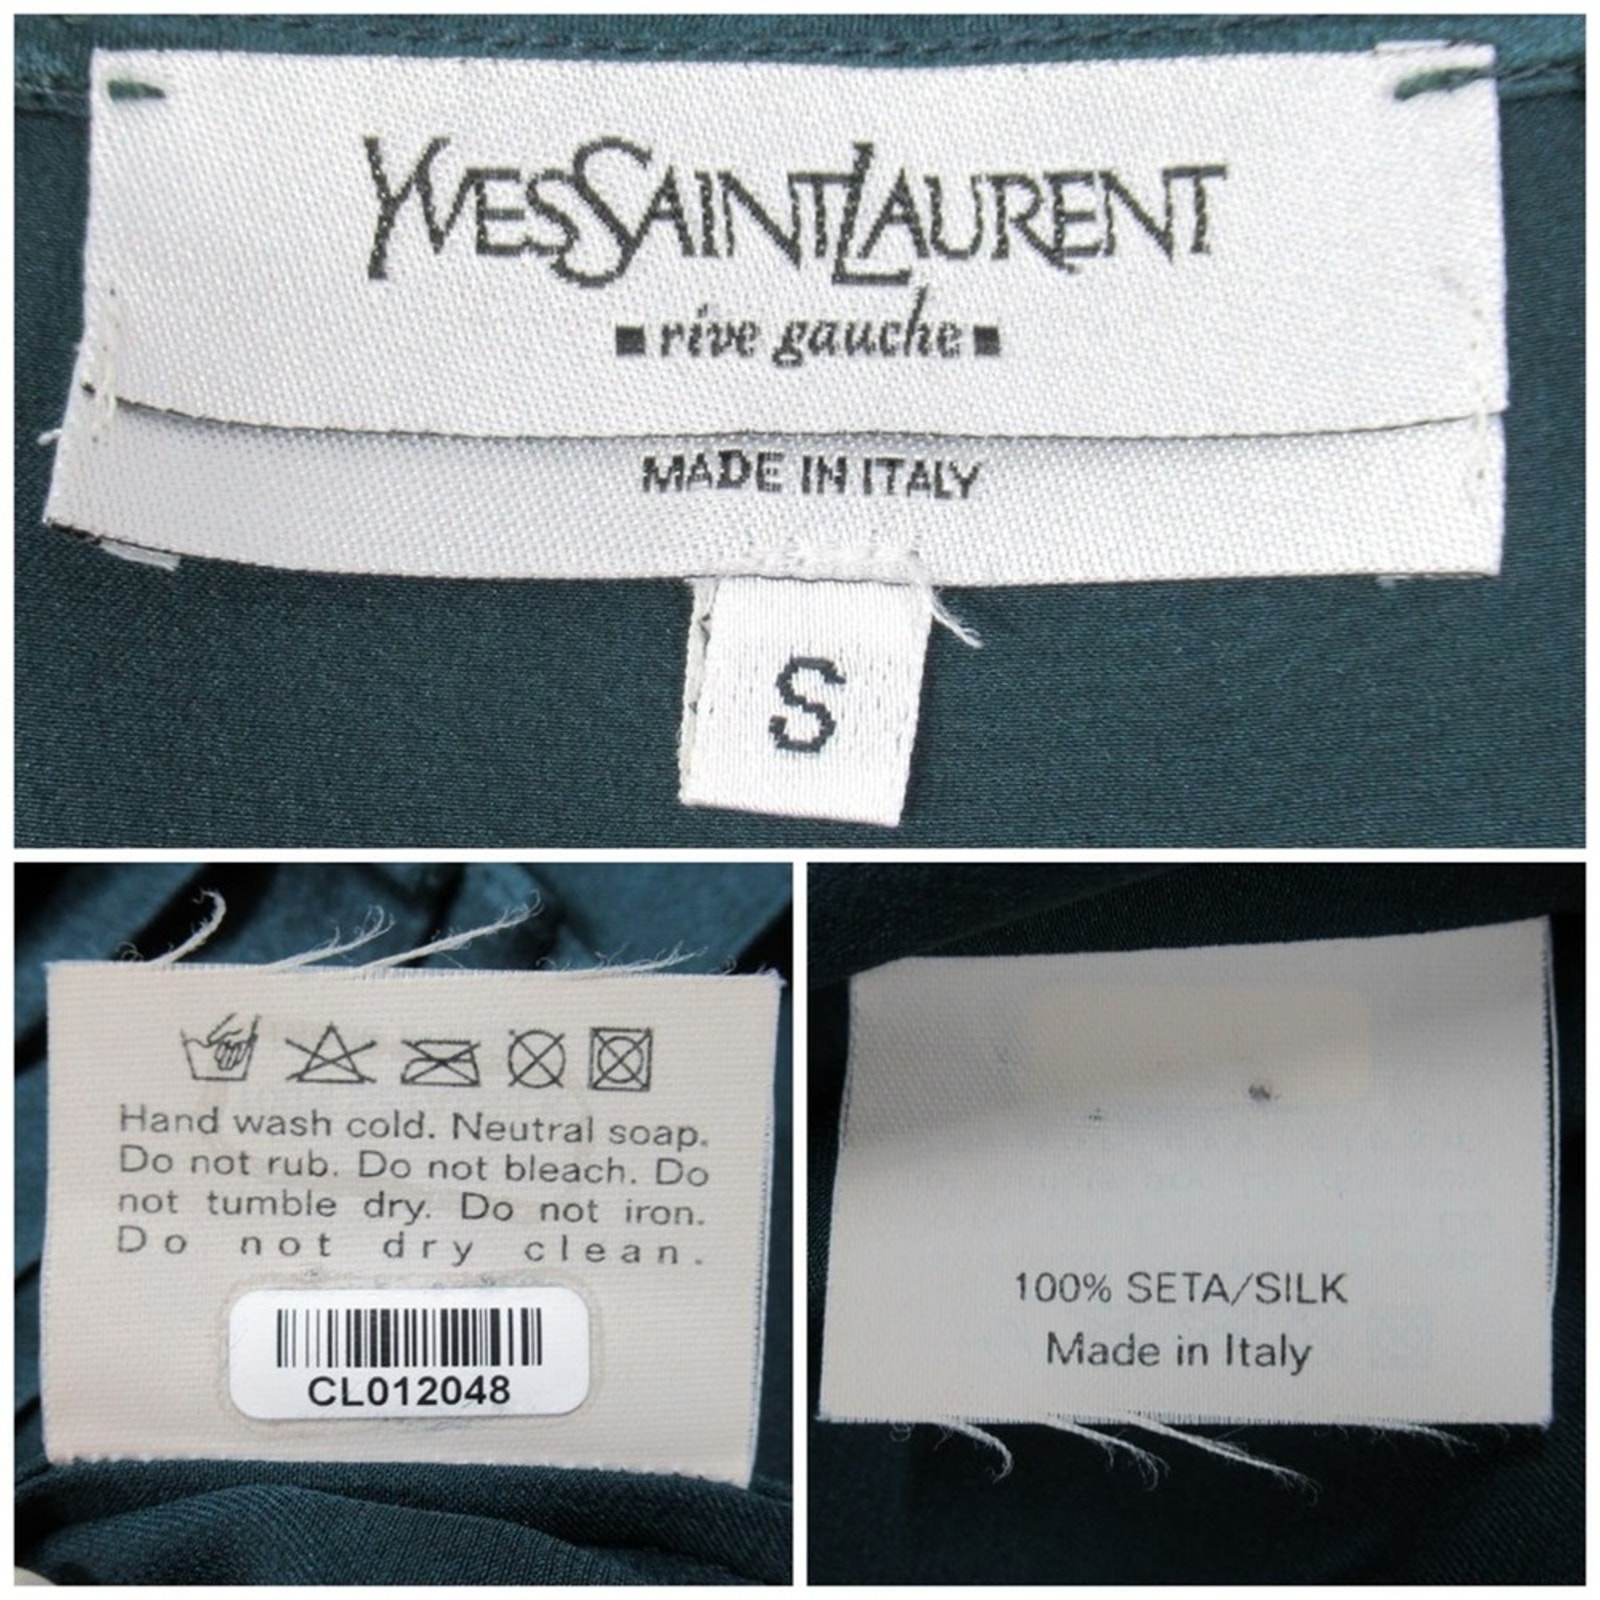 YVESSAINTLAURENT
rive gauche
MADE IN ITALY
S
Hand wash cold. Neutral soap.
Do not rub. Do not bleach. Do
not tumble dry. Do not iron.
Do not dry clean.
CL012048
100% SETA/SILK
Made in Italy